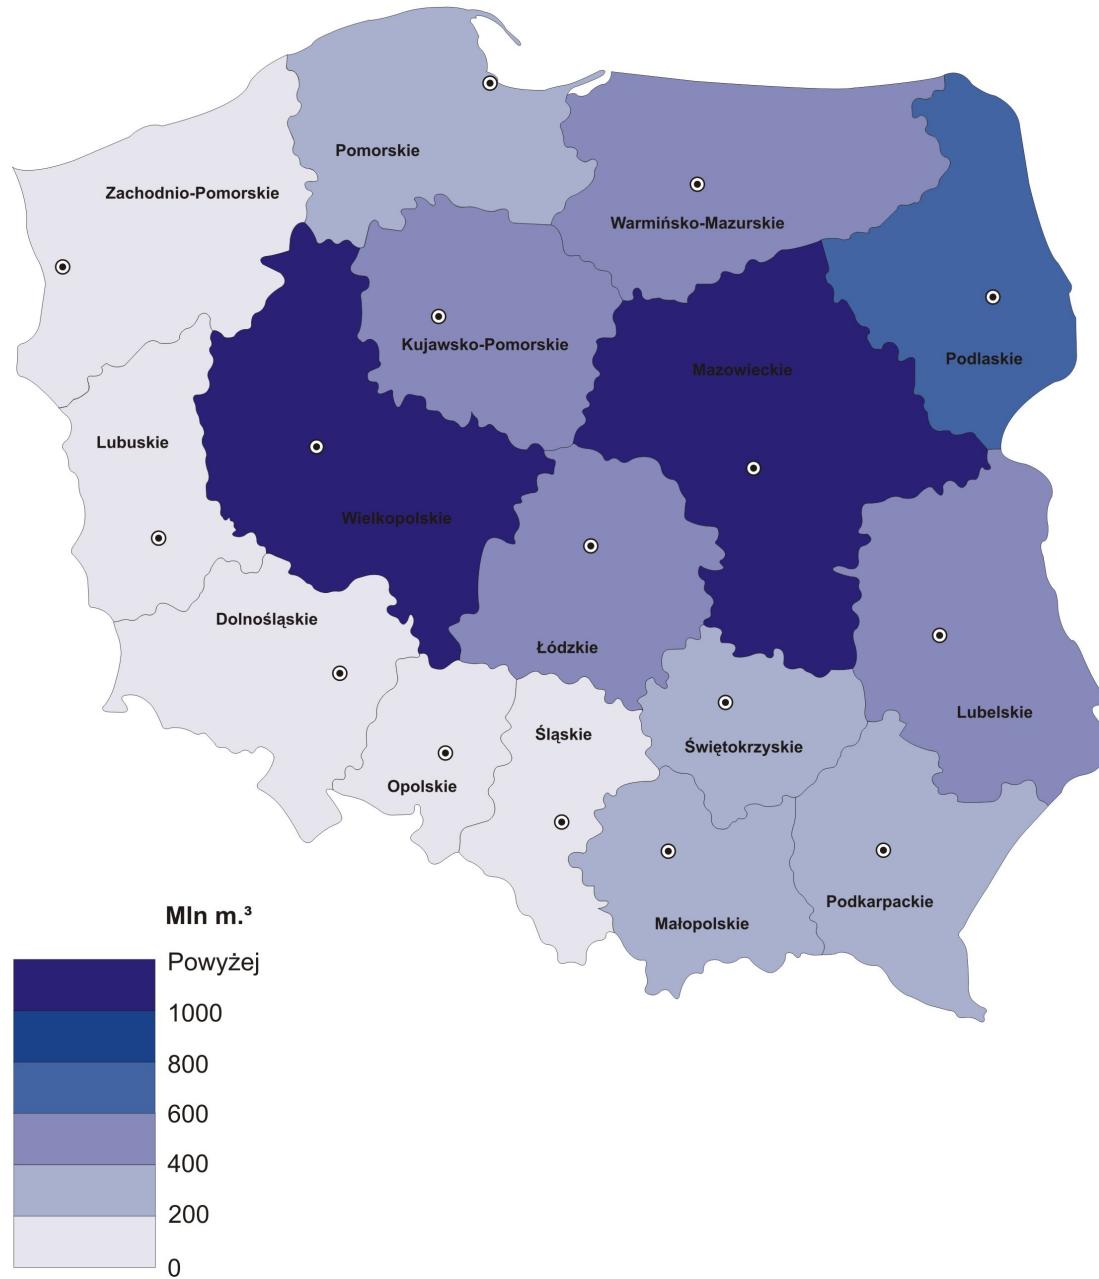 Pomorskie
Zachodnio-Pomorskie
Warmińsko-Mazurskie
Kujawsko-Pomorskie
Podlaskie
Mazowieckie
Lubuskie
Wielkopolskie
Dolnośląskie
Łódzkie
Lubelskie
Śląskie
Świętokrzyskie
Opolskie
Podkarpackie
Małopolskie
Mln m.³
Powyżej
1000
800
600
400
200
0